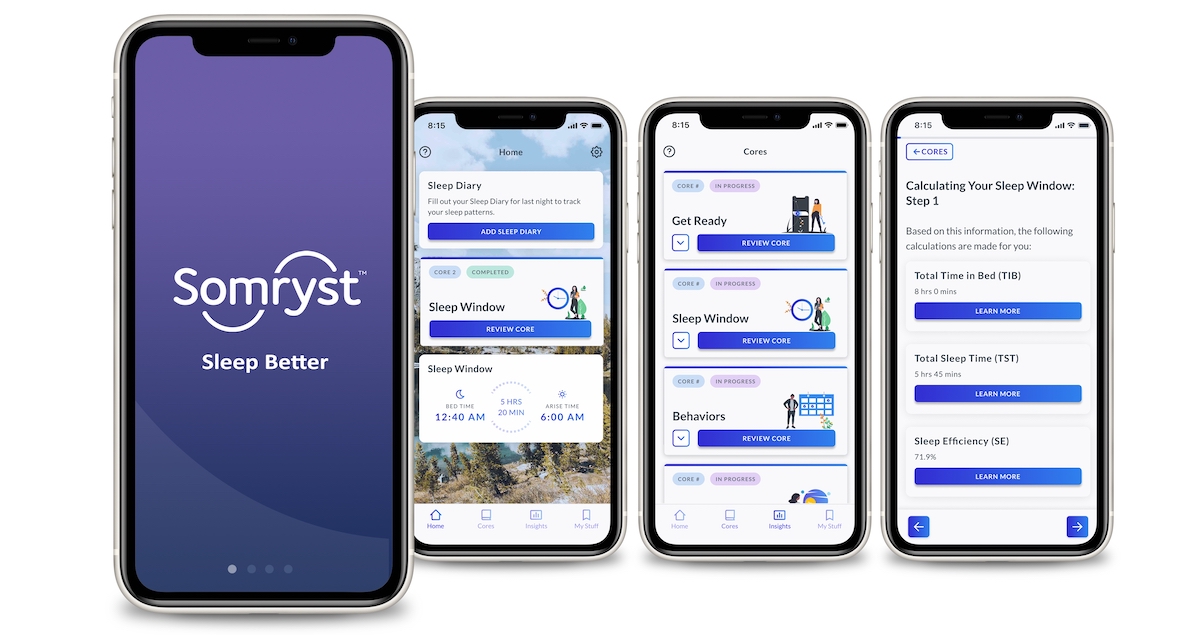 Somryst™
Sleep Better
8:15
Home
Sleep Diary
Fill out your Sleep Diary for last night to track
your sleep patterns.
ADD SLEEP DIARY
CORE 2
COMPLETED
Sleep Window
REVIEW CORE
Sleep Window
BED TIME
12:40 AM
5 HRS
20 MIN
ARISE TIME
6:00 AM
Home
Cores
Insights
My Stuff
8:15
Cores
CORE #
IN PROGRESS
Get Ready
REVIEW CORE
CORE #
IN PROGRESS
Sleep Window
REVIEW CORE
CORE #
IN PROGRESS
Behaviors
REVIEW CORE
CORE #
IN PROGRESS
Home
Cores
Insights
My Stuff
8:15
CORES
Calculating Your Sleep Window:
Step 1
Based on this information, the following
calculations are made for you:
Total Time in Bed (TIB)
8 hrs 0 mins
LEARN MORE
Total Sleep Time (TST)
5 hrs 45 mins
LEARN MORE
Sleep Efficiency (SE)
71.9%
LEARN MORE